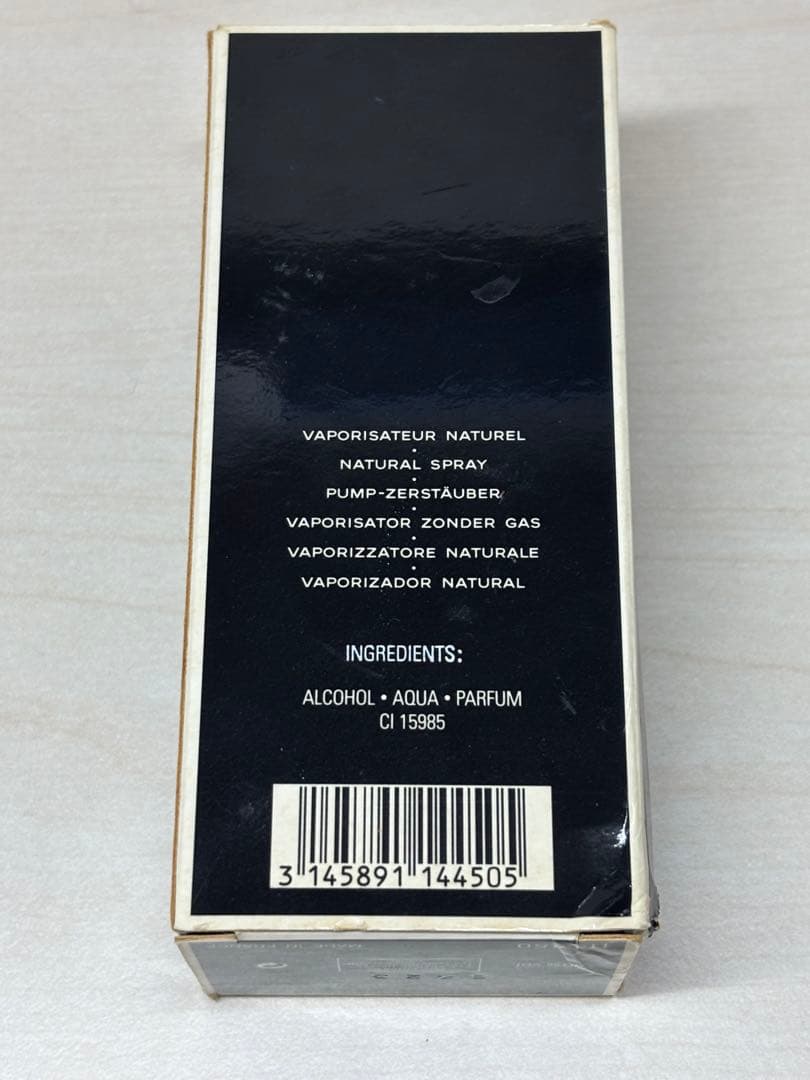 VAPORISATEUR NATUREL
•
NATURAL SPRAY
•
PUMP-ZERSTÄUBER
•
VAPORISATOR ZONDER GAS
•
VAPORIZZATORE NATURALE
•
VAPORIZADOR NATURAL
INGREDIENTS:
ALCOHOL • AQUA • PARFUM
CI 15985
3 145891 144505